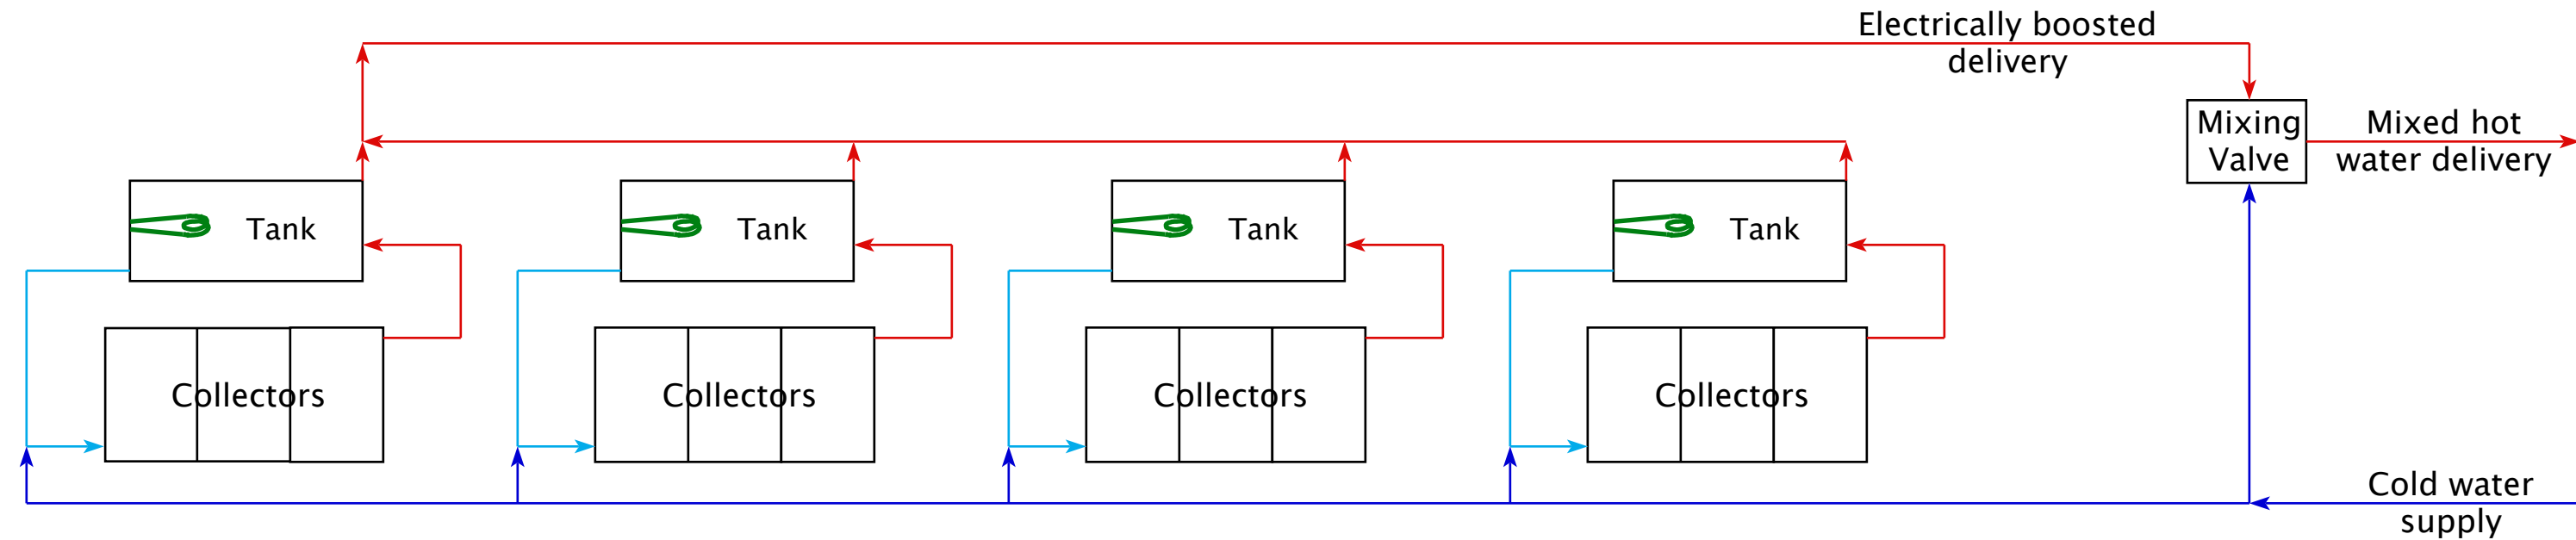 Electrically boosted
delivery
Mixing
Valve
Mixed hot
water delivery
Tank
Tank
Tank
Tank
Collectors
Collectors
Collectors
Collectors
Cold water
supply